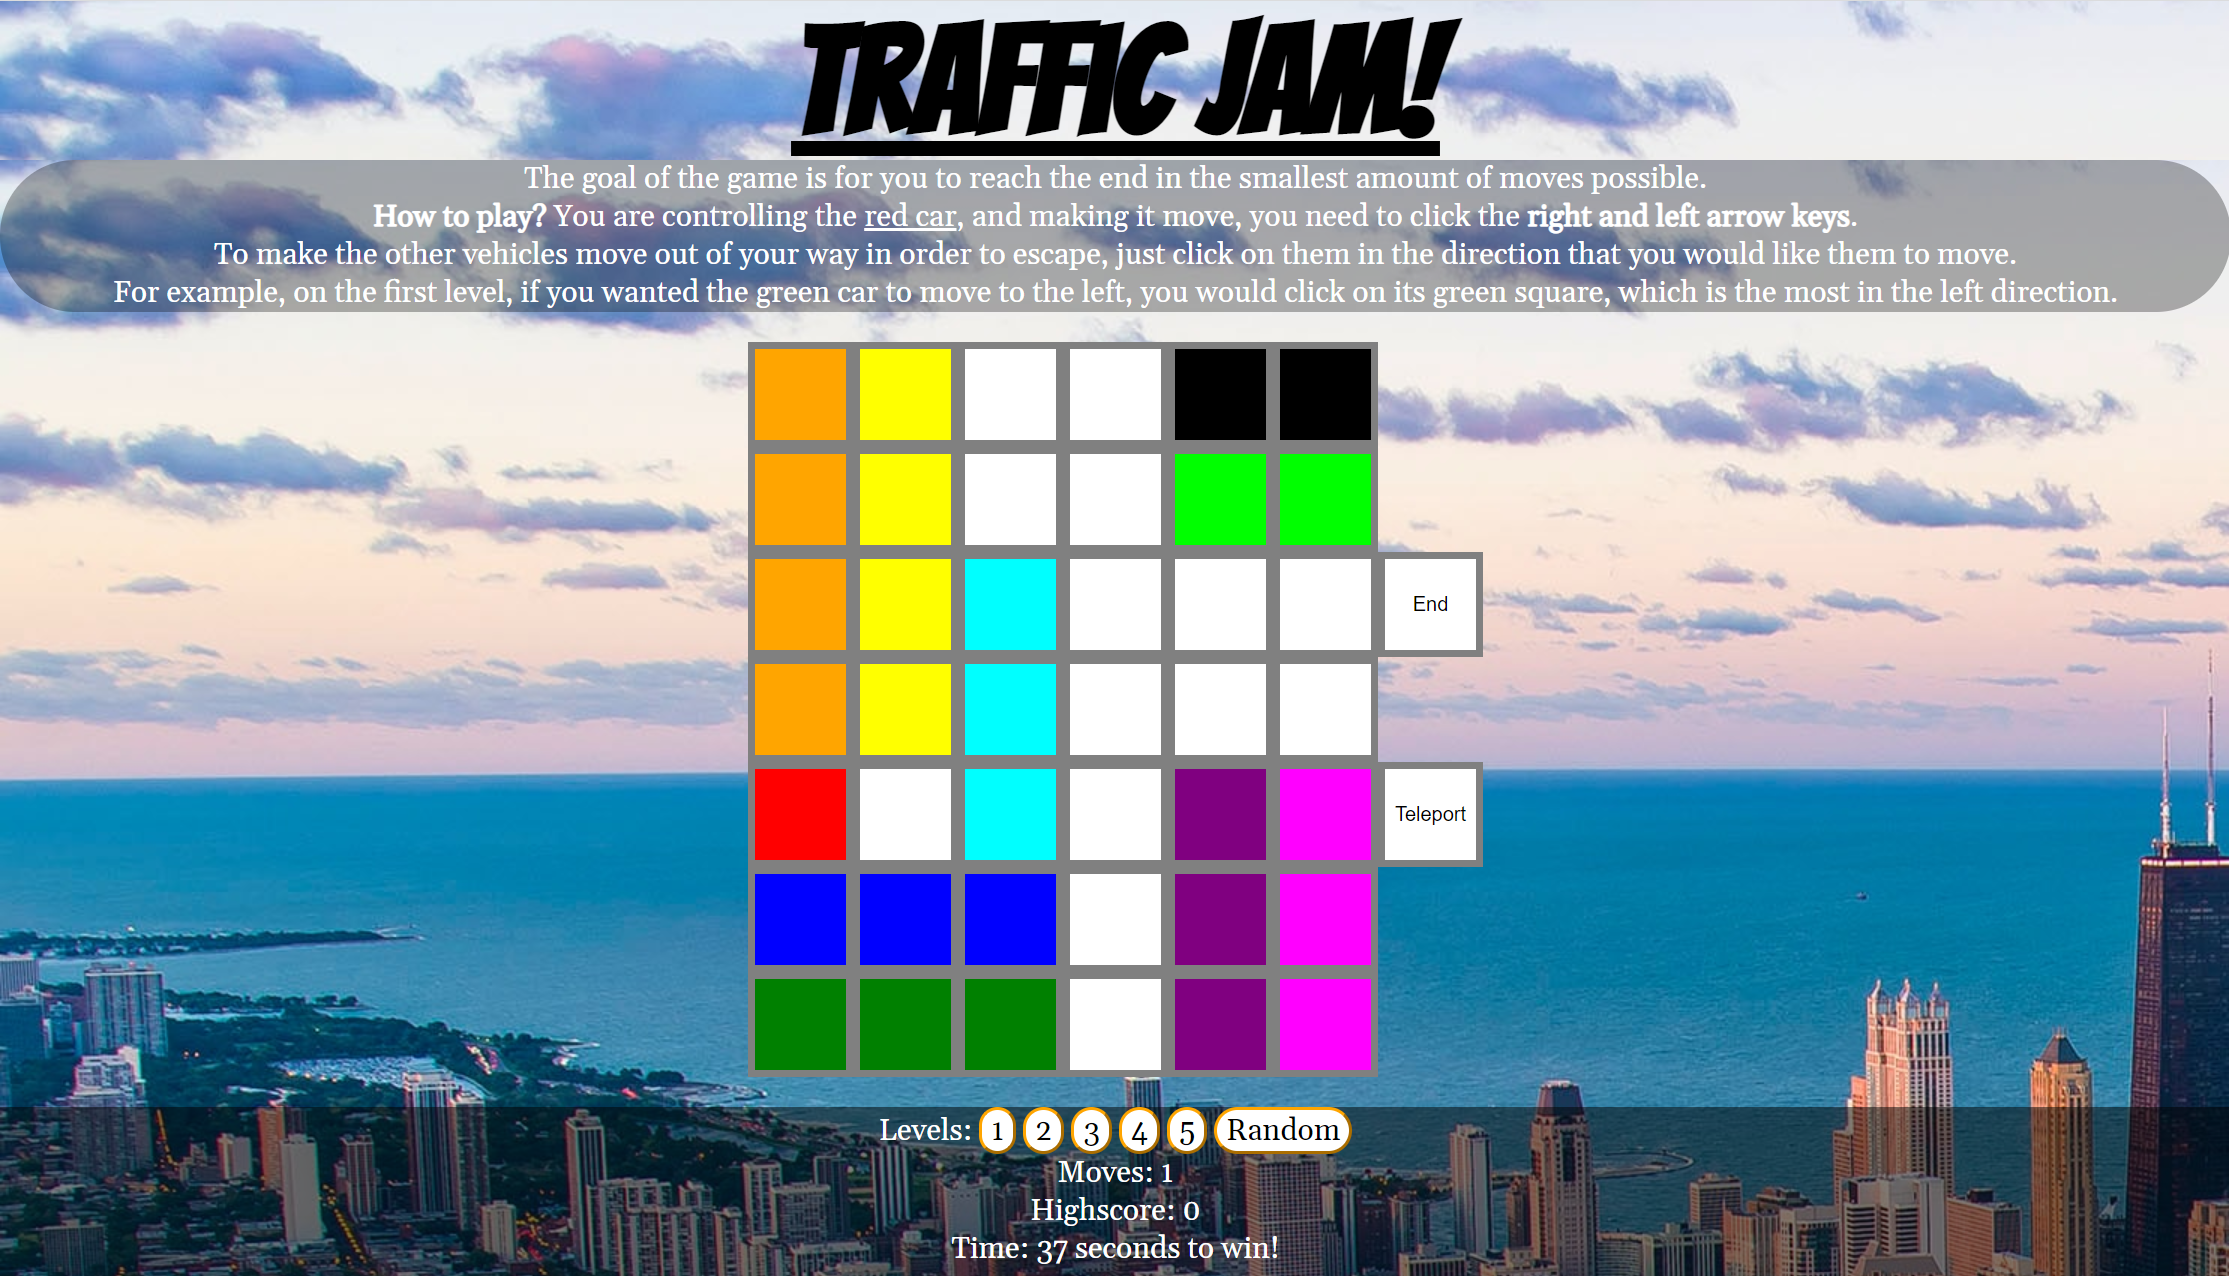 TRAFFIC JAM!
The goal of the game is for you to reach the end in the smallest amount of moves possible.
How to play? You are controlling the red car, and making it move, you need to click the right and left arrow keys.
To make the other vehicles move out of your way in order to escape, just click on them in the direction that you would like them to move.
For example, on the first level, if you wanted the green car to move to the left, you would click on its green square, which is the most in the left direction.
End
Teleport
Levels: 1 2 3 4 5 Random
Moves: 1
Highscore: 0
Time: 37 seconds to win!